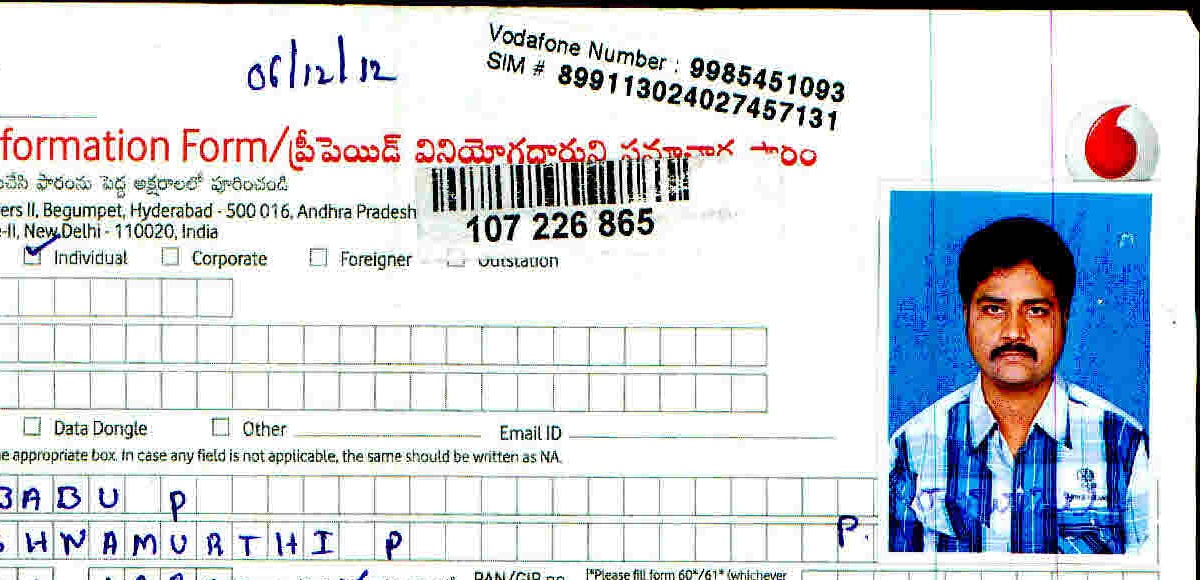 06/12/12
Vodafone Number : 9985451093
SIM # 899113024027457131
formation Form/ప్రీపెయిడ్ వినియోగదారుని
పారం
చేసి ఫారంను పెద్ద అక్షరాలలో పూరించండి
ers II, Begumpet, Hyderabad - 500 016, Andhra Pradesh
-II, New Delhi - 110020, India
107 226 865
Individual Corporate Foreigner Outstation
Data Dongle Other Email ID
e appropriate box. In case any field is not applicable, the same should be written as NA.
BABU P
SHNAMURTHI P
P.
PAN/GIR no. (*Please fill form 60*/61* (whichever